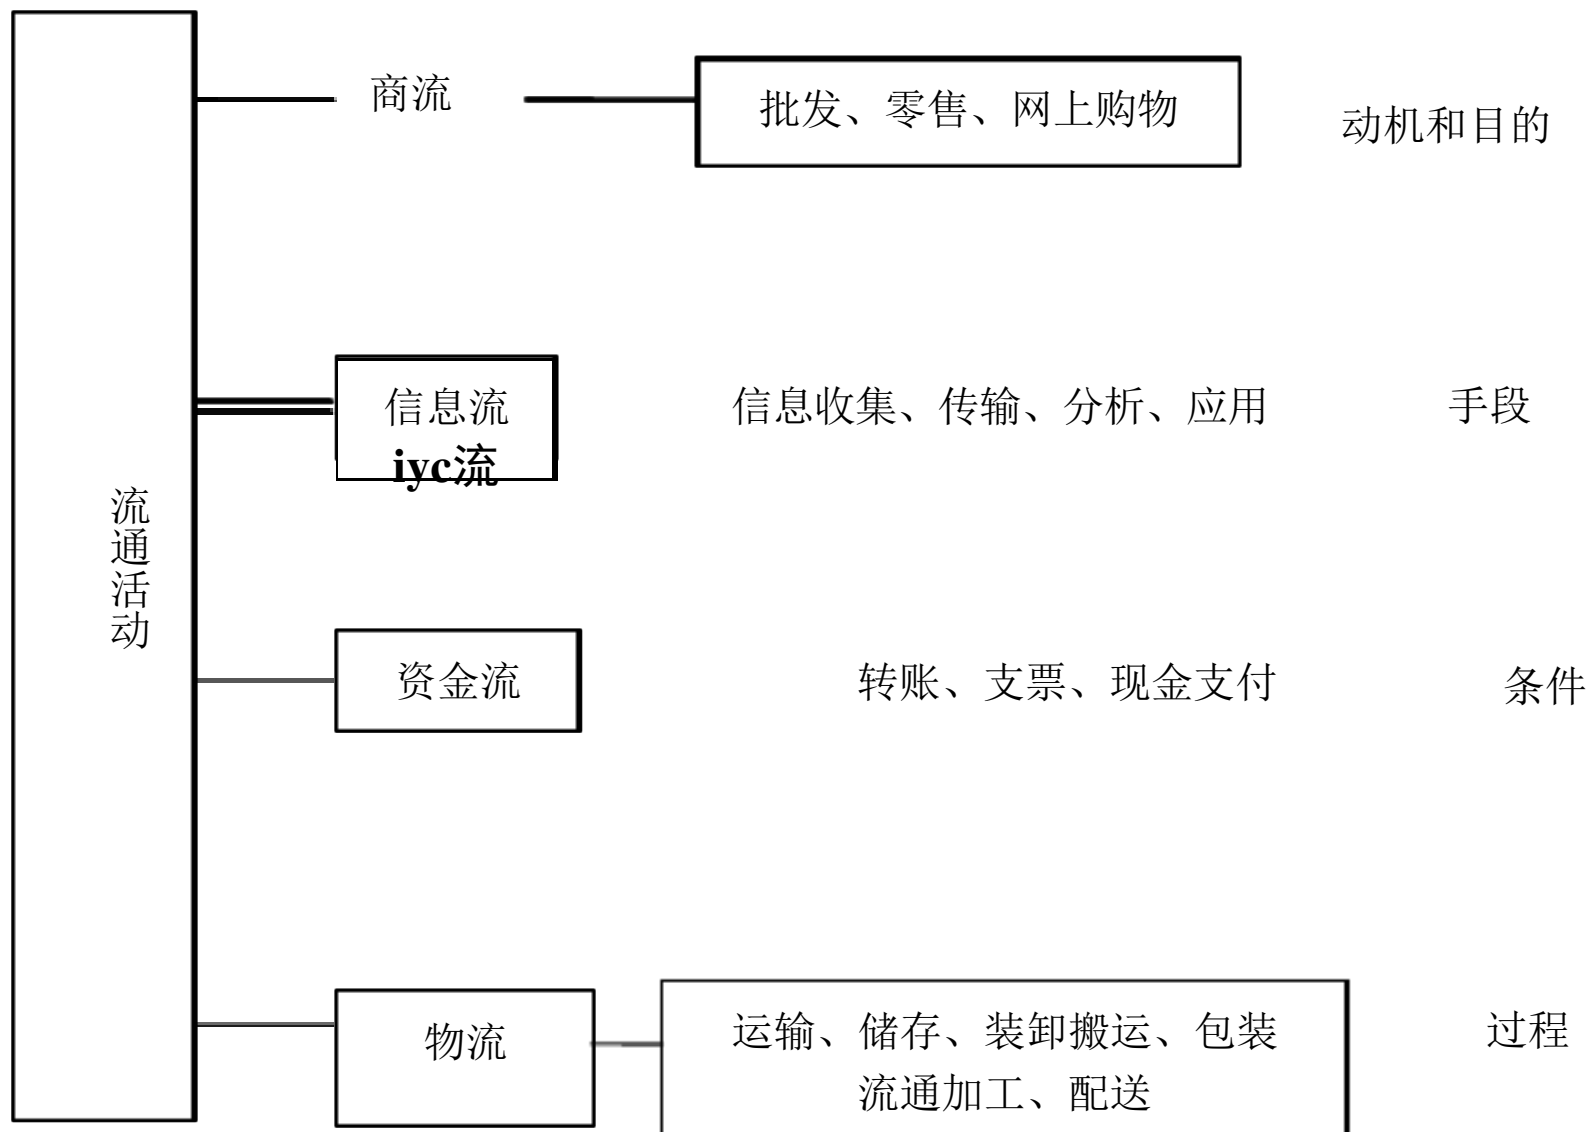 商流
批发、零售、网上购物
动机和目的
信息流
iyc流
信息收集、传输、分析、应用
手段
流通活动
资金流
转账、支票、现金支付
条件
物流
运输、储存、装卸搬运、包装
流通加工、配送
过程